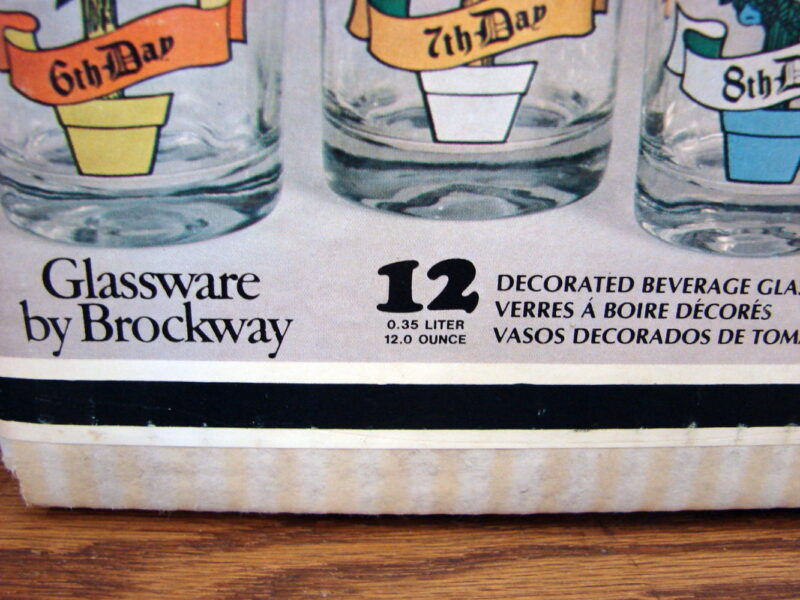 6th Day
7th Day
8th
Glassware
by Brockway
12
0.35 LITER
12.0 OUNCE
DECORATED BEVERAGE
VERRES Á BOIRE DÉCORÉS
VASOS DECORADOS DE